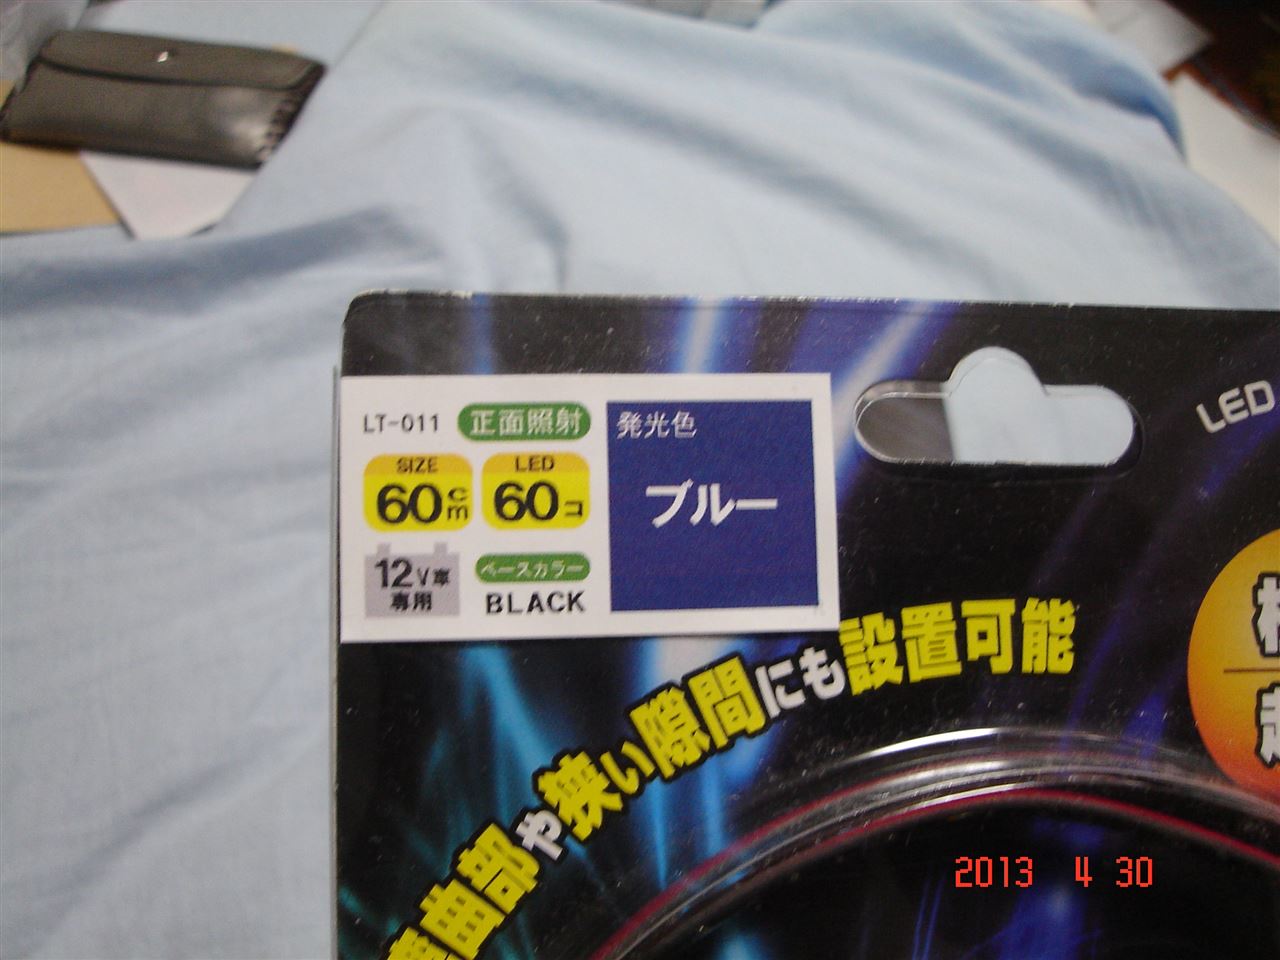 LT-011
正面照射
SIZE
60cm
LED
60コ
12V車
専用
ベースカラー
BLACK
発光色
ブルー
LED
曲部や狭い隙間にも設置可能
2013 4 30